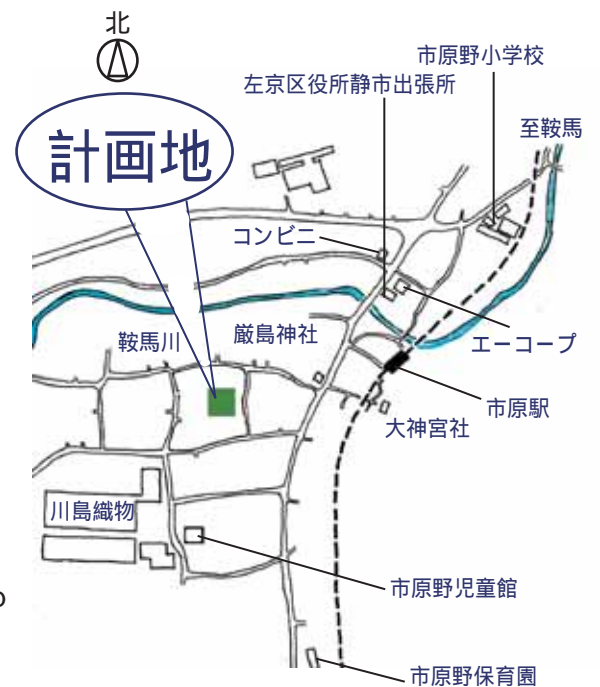 北
市原野小学校
左京区役所静市出張所
至鞍馬
計画地
コンビニ
エーコープ
鞍馬川
厳島神社
市原駅
大神宮社
川島織物
市原野児童館
市原野保育園